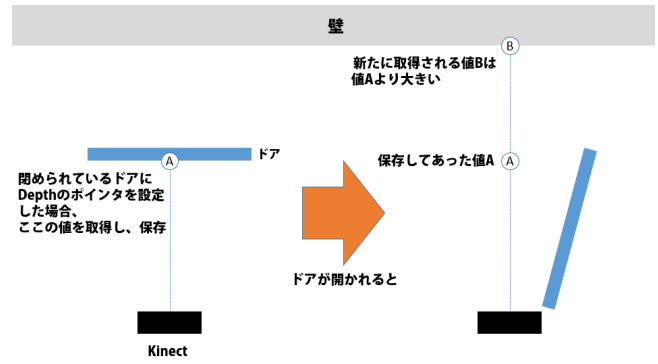 壁
B
新たに取得される値Bは
値Aより大きい
A
ドア
保存してあった値A
A
閉められているドアに
Depthのポインタを設定
した場合、
ここの値を取得し、保存
ドアが開かれると
Kinect